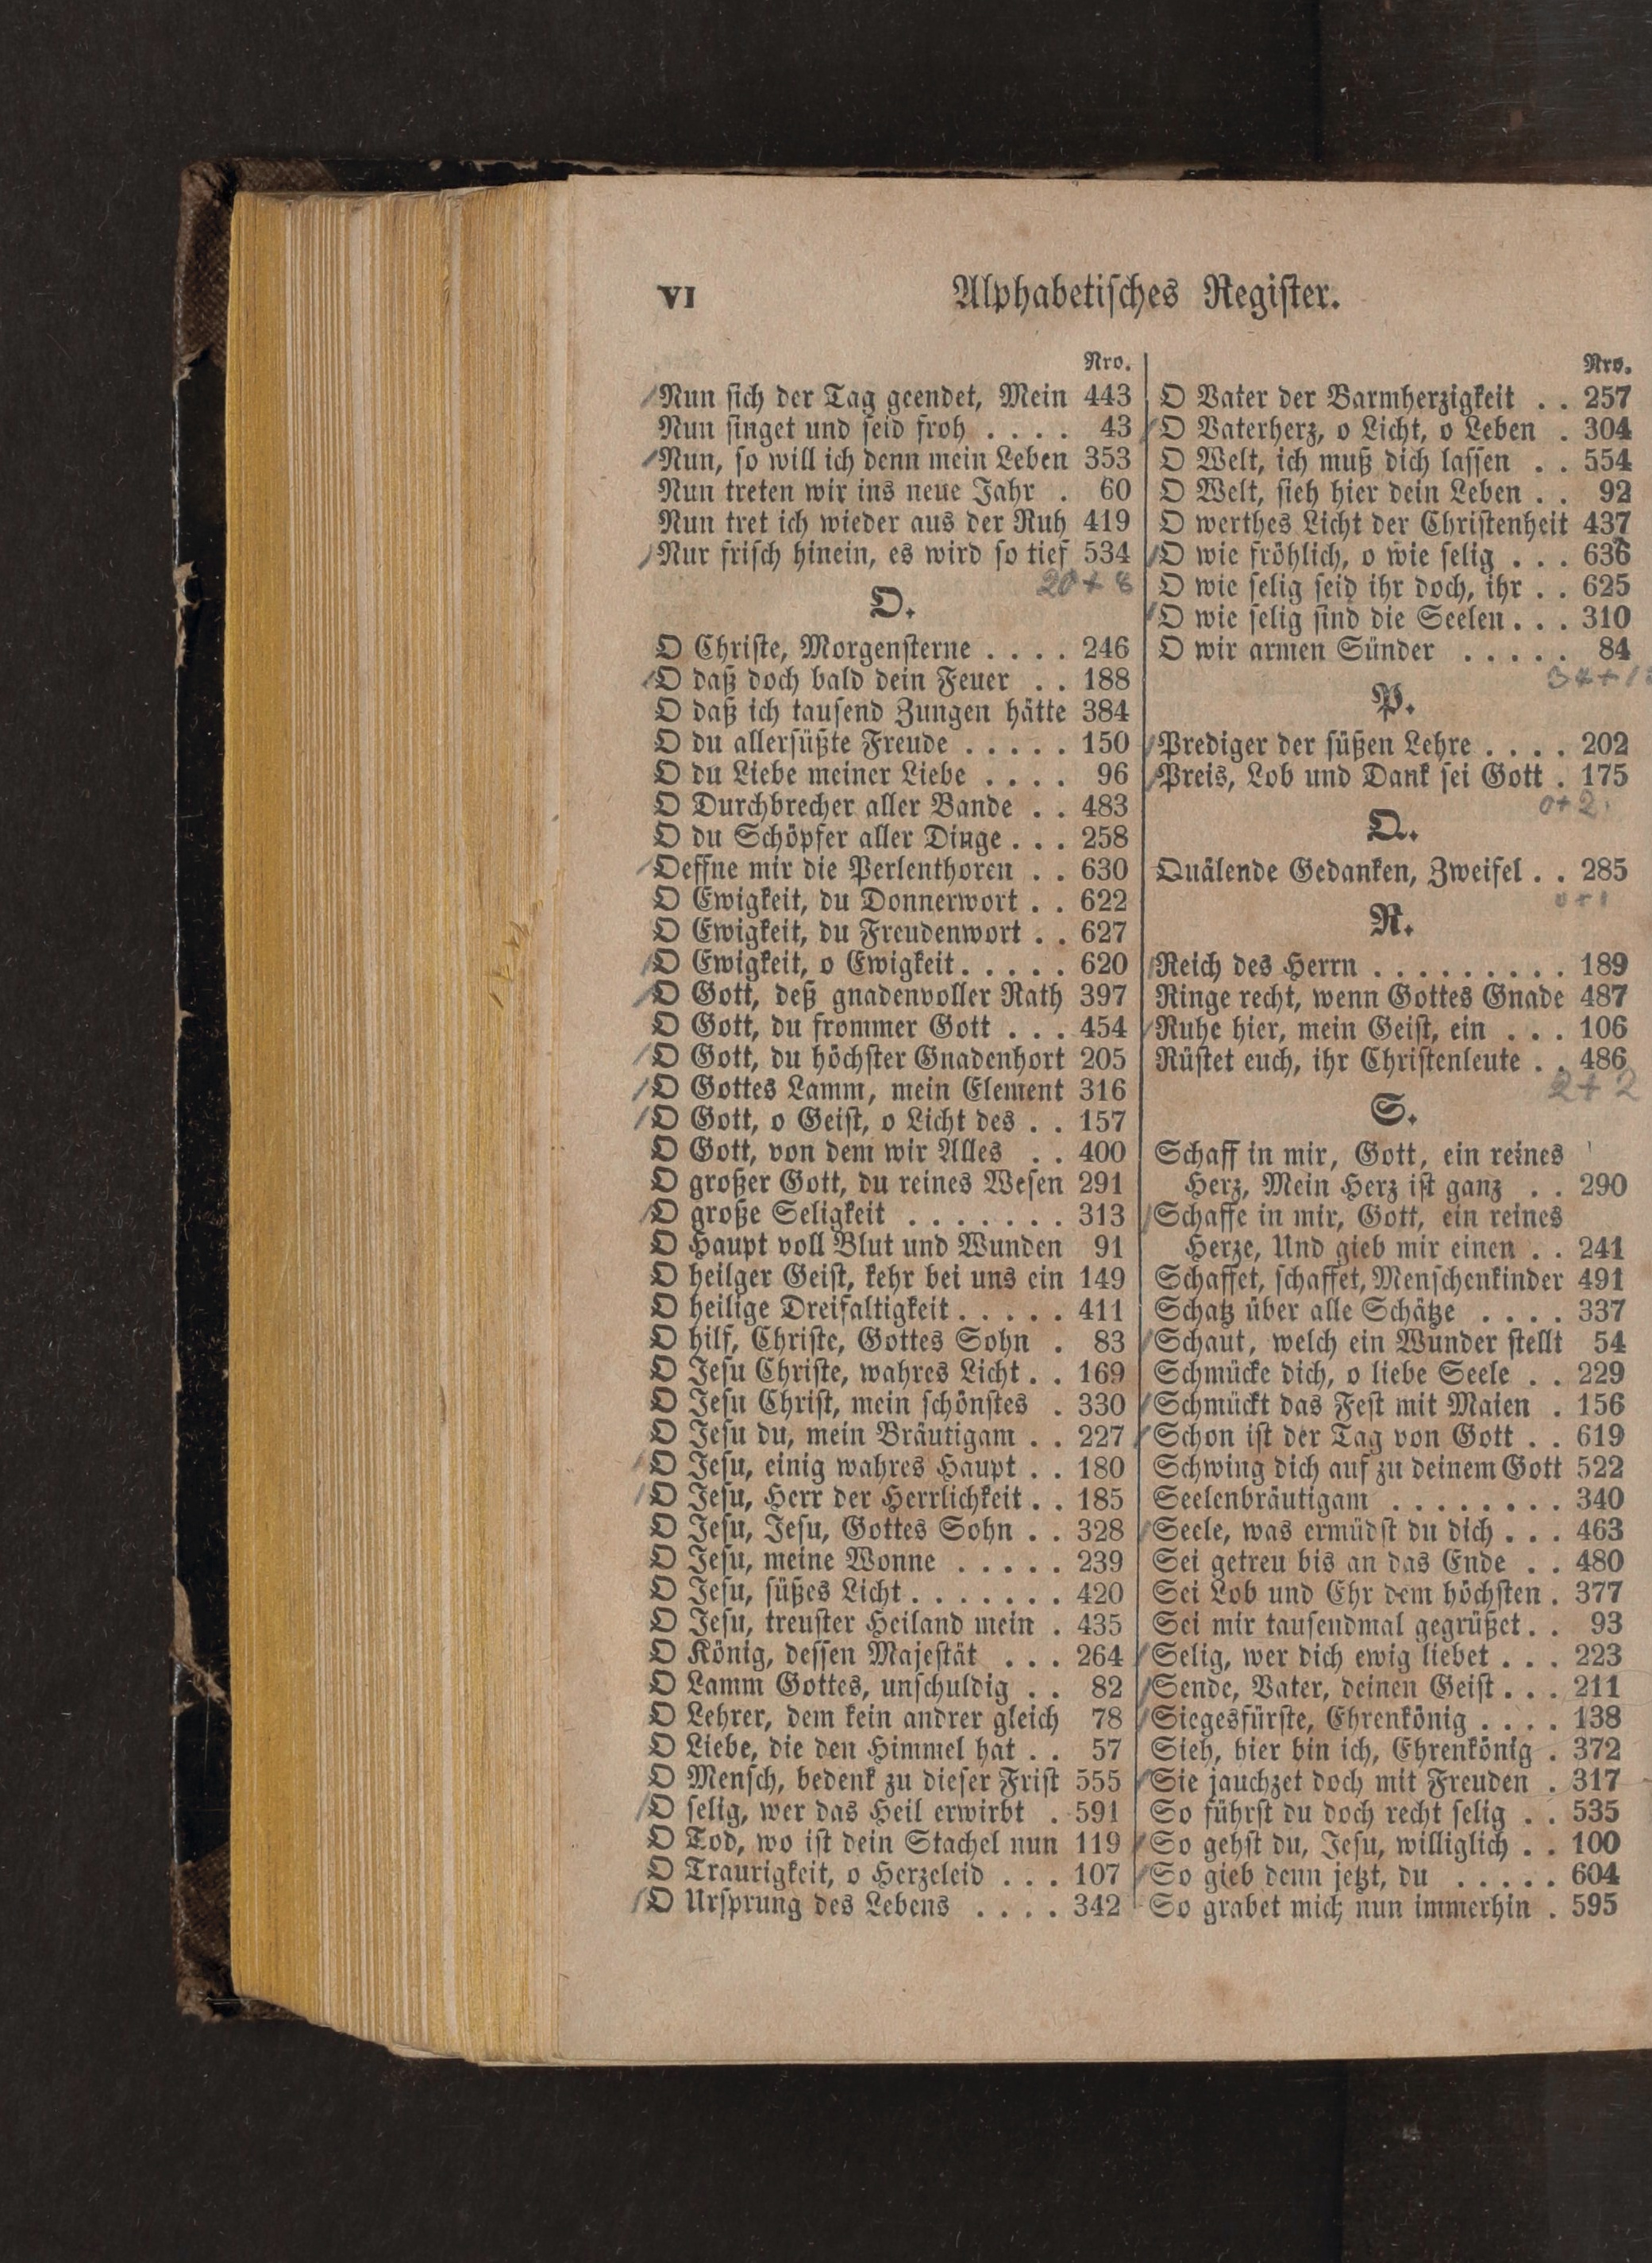 VI Alphabetisches Register.
Nro.
Nun sich der Tag geendet, Mein 443
Nun singet und seid froh . . . . 43
Nun, so will ich denn mein Leben 353
Nun treten wir ins neue Jahr . 60
Nun tret ich wieder aus der Ruh 419
Nur frisch hinein, es wird so tief 534
20+8
O.
O Christe, Morgensterne . . . . 246
O daß doch bald dein Feuer . . 188
O daß ich tausend Zungen hätte 384
O du allersüßte Freude . . . . . 150
O du Liebe meiner Liebe . . . . 96
O Durchbrecher aller Bande . . 483
O du Schöpfer aller Dinge . . . 258
Oeffne mir die Perlenthoren . . 630
O Ewigkeit, du Donnerwort . . 622
O Ewigkeit, du Freudenwort . . 627
O Ewigkeit, o Ewigkeit. . . . . 620
O Gott, deß gnadenvoller Rath 397
O Gott, du frommer Gott . . . 454
O Gott, du höchster Gnadenhort 205
O Gottes Lamm, mein Element 316
O Gott, o Geist, o Licht des . . 157
O Gott, von dem wir Alles . . 400
O großer Gott, du reines Wesen 291
O große Seligkeit . . . . . . . 313
O Haupt voll Blut und Wunden 91
O heilger Geist, kehr bei uns ein 149
O heilige Dreifaltigkeit . . . . . 411
O hilf, Christe, Gottes Sohn . 83
O Jesu Christe, wahres Licht . . 169
O Jesu Christ, mein schönstes . 330
O Jesu du, mein Bräutigam . . 227
O Jesu, einig wahres Haupt . . 180
O Jesu, Herr der Herrlichkeit . . 185
O Jesu, Jesu, Gottes Sohn . . 328
O Jesu, meine Wonne . . . . . 239
O Jesu, süßes Licht . . . . . . . 420
O Jesu, treuster Heiland mein . 435
O König, dessen Majestät . . . 264
O Lamm Gottes, unschuldig . . 82
O Lehrer, dem kein andrer gleich 78
O Liebe, die den Himmel hat . . 57
O Mensch, bedenk zu dieser Frist 555
O selig, wer das Heil erwirbt . 591
O Tod, wo ist dein Stachel nun 119
O Traurigkeit, o Herzeleid . . . 107
O Ursprung des Lebens . . . . 342
Nro.
O Vater der Barmherzigkeit . . 257
O Vaterherz, o Licht, o Leben . 304
O Welt, ich muß dich lassen . . 554
O Welt, sieh hier dein Leben . . 92
O werthes Licht der Christenheit 437
O wie fröhlich, o wie selig . . . 636
O wie selig seid ihr doch, ihr . . 625
O wie selig sind die Seelen . . . 310
O wir armen Sünder . . . . . 84
P.
Prediger der süßen Lehre . . . . 202
Preis, Lob und Dank sei Gott . 175
0+2
Q.
Quälende Gedanken, Zweifel . . 285
0+1
R.
Reich des Herrn . . . . . . . . . 189
Ringe recht, wenn Gottes Gnade 487
Ruhe hier, mein Geist, ein . . . 106
Rüstet euch, ihr Christenleute . . 486
2+2
S.
Schaff in mir, Gott, ein reines
Herz, Mein Herz ist ganz . . 290
Schaffe in mir, Gott, ein reines
Herze, Und gieb mir einen . . 241
Schaffet, schaffet, Menschenkinder 491
Schatz über alle Schätze . . . . 337
Schaut, welch ein Wunder stellt 54
Schmücke dich, o liebe Seele . . 229
Schmückt das Fest mit Maien . 156
Schon ist der Tag von Gott . . 619
Schwing dich auf zu deinem Gott 522
Seelenbräutigam . . . . . . . . 340
Seele, was ermüdst du dich . . . 463
Sei getreu bis an das Ende . . 480
Sei Lob und Ehr dem höchsten . 377
Sei mir tausendmal gegrüßet . . 93
Selig, wer dich ewig liebet . . . 223
Sende, Vater, deinen Geist . . . 211
Siegesfürste, Ehrenkönig . . . . 138
Sieh, hier bin ich, Ehrenkönig . 372
Sie jauchzet doch mit Freuden . 317
So führst du doch recht selig . . 535
So gehst du, Jesu, williglich . . 100
So gieb denn jetzt, du . . . . . 604
So grabet mich nun immerhin . 595